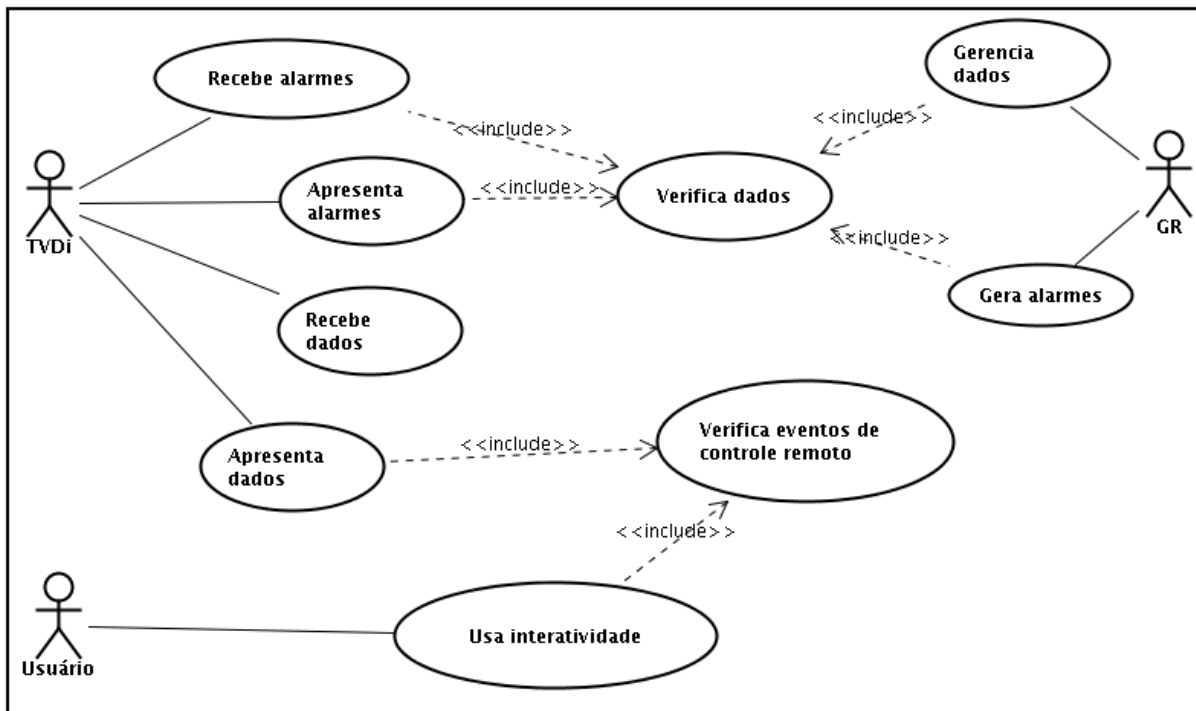 Recebe alarmes
Gerencia
dados
<<include>>
<<include>>
Apresenta
alarmes
<<include>>
Verifica dados
TVDi
GR
<<include>>
Recebe
dados
Gera alarmes
Apresenta
dados
<<include>>
Verifica eventos de
controle remoto
<<include>>
Usuário
Usa interatividade